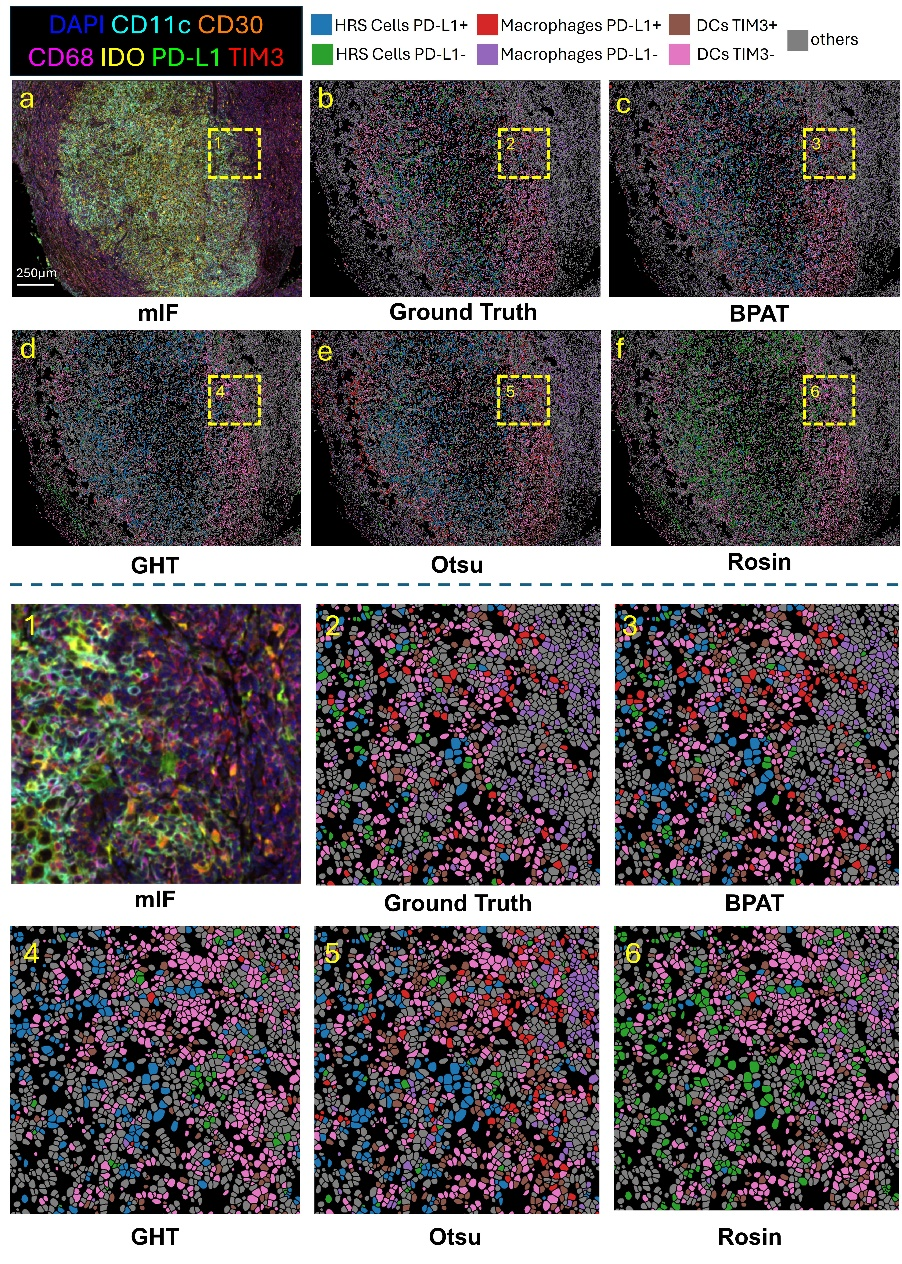 DAPI CD11c CD30
CD68 IDO PD-L1 TIM3
HRS Cells PD-L1+ Macrophages PD-L1+ DCs TIM3+
HRS Cells PD-L1- Macrophages PD-L1- DCs TIM3- others
a b c
1 2 3
250µm
mIF Ground Truth BPAT
d e f
4 5 6
GHT Otsu Rosin
1 2 3
mIF Ground Truth BPAT
4 5 6
GHT Otsu Rosin